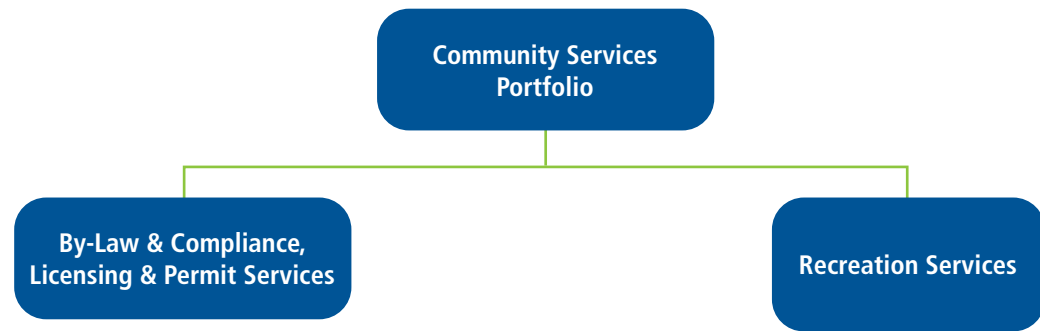 Community Services
Portfolio
By-Law & Compliance,
Licensing & Permit Services
Recreation Services